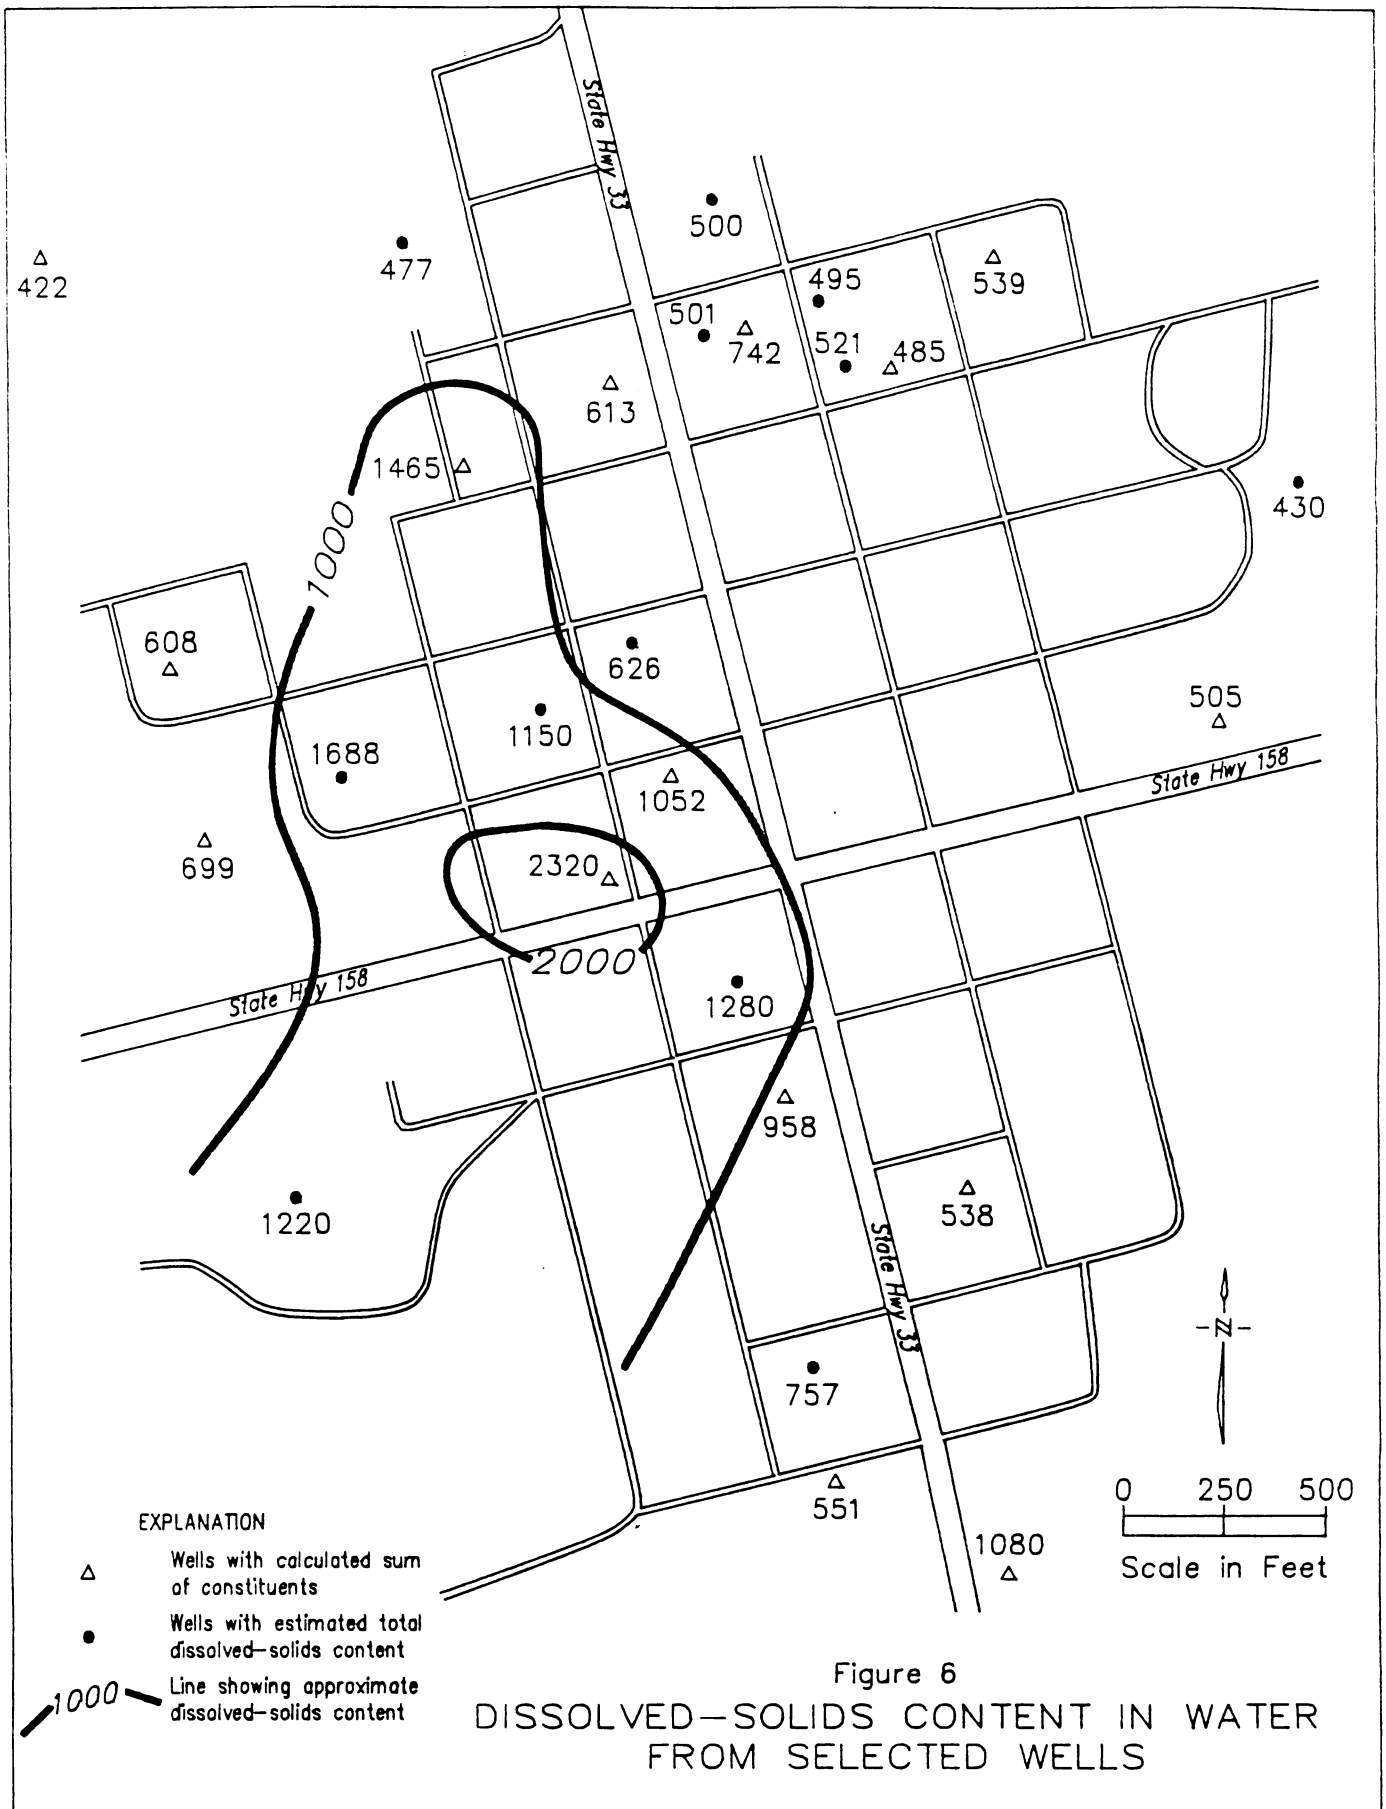 State Hwy 33
500
477
422
495
539
501
742
521
485
613
1465
430
1000
608
626
505
1150
1688
State Hwy 158
1052
699
2320
2000
State Hwy 158
1280
958
1220
538
State Hwy 33
N
757
0 250 500
551
Scale in Feet
1080
EXPLANATION
Wells with calculated sum
of constituents
Wells with estimated total
dissolved-solids content
1000
Line showing approximate
dissolved-solids content
Figure 6
DISSOLVED-SOLIDS CONTENT IN WATER
FROM SELECTED WELLS